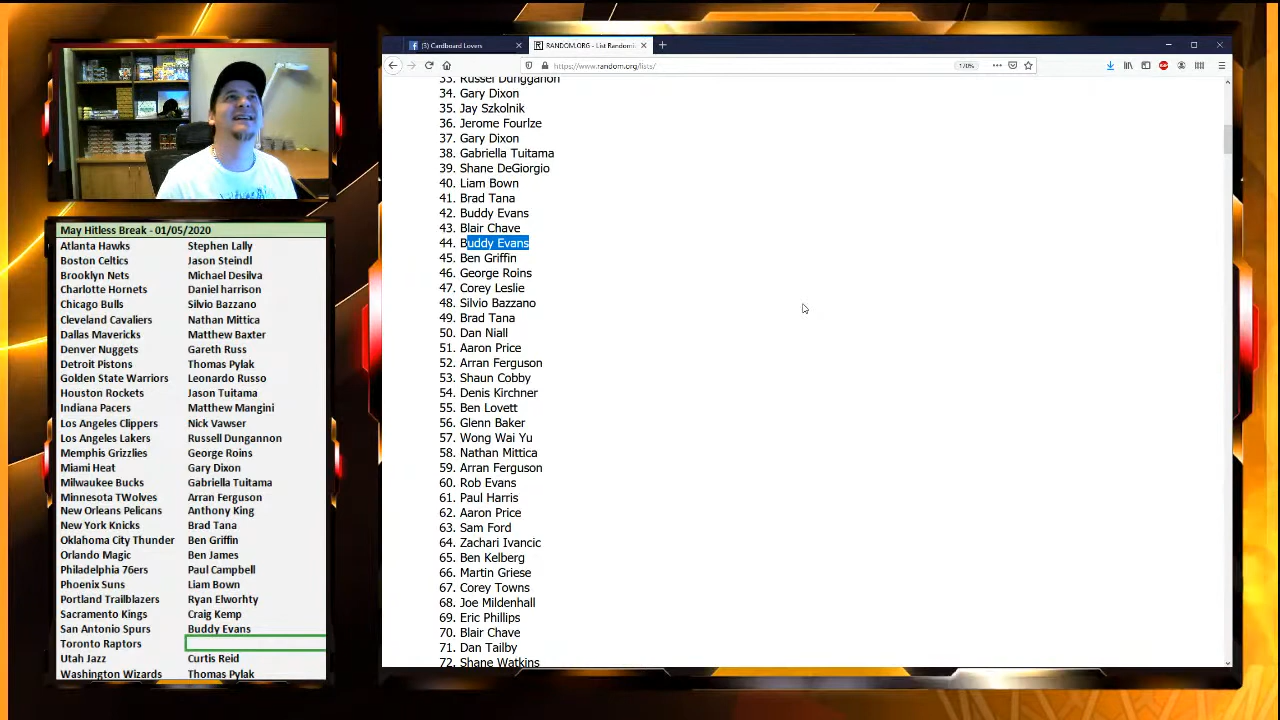 (3) Cardboard Lovers
RANDOM.ORG - List Randomi
https://www.random.org/lists/
170%
33. Russel Dungganon
34. Gary Dixon
35. Jay Szkolnik
36. Jerome Fourlze
37. Gary Dixon
38. Gabriella Tuitama
39. Shane DeGiorgio
40. Liam Bown
41. Brad Tana
42. Buddy Evans
43. Blair Chave
44. Buddy Evans
45. Ben Griffin
46. George Roins
47. Corey Leslie
48. Silvio Bazzano
49. Brad Tana
50. Dan Niall
51. Aaron Price
52. Arran Ferguson
53. Shaun Cobby
54. Denis Kirchner
55. Ben Lovett
56. Glenn Baker
57. Wong Wai Yu
58. Nathan Mittica
59. Arran Ferguson
60. Rob Evans
61. Paul Harris
62. Aaron Price
63. Sam Ford
64. Zachari Ivancic
65. Ben Kelberg
66. Martin Griese
67. Corey Towns
68. Joe Mildenhall
69. Eric Phillips
70. Blair Chave
71. Dan Tailby
72. Shane Watkins
May Hitless Break - 01/05/2020
Atlanta Hawks Stephen Lally
Boston Celtics Jason Steindl
Brooklyn Nets Michael Desilva
Charlotte Hornets Daniel harrison
Chicago Bulls Silvio Bazzano
Cleveland Cavaliers Nathan Mittica
Dallas Mavericks Matthew Baxter
Denver Nuggets Gareth Russ
Detroit Pistons Thomas Pylak
Golden State Warriors Leonardo Russo
Houston Rockets Jason Tuitama
Indiana Pacers Matthew Mangini
Los Angeles Clippers Nick Vawser
Los Angeles Lakers Russell Dungannon
Memphis Grizzlies George Roins
Miami Heat Gary Dixon
Milwaukee Bucks Gabriella Tuitama
Minnesota TWolves Arran Ferguson
New Orleans Pelicans Anthony King
New York Knicks Brad Tana
Oklahoma City Thunder Ben Griffin
Orlando Magic Ben James
Philadelphia 76ers Paul Campbell
Phoenix Suns Liam Bown
Portland Trailblazers Ryan Elworhty
Sacramento Kings Craig Kemp
San Antonio Spurs Buddy Evans
Toronto Raptors
Utah Jazz Curtis Reid
Washington Wizards Thomas Pylak